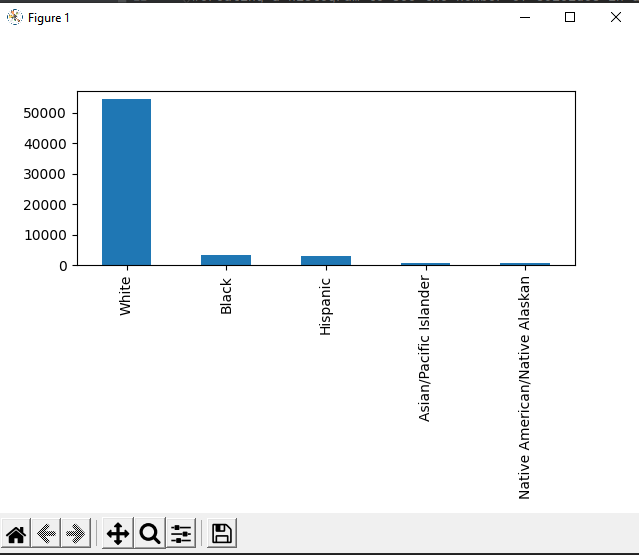 Figure 1
50000
40000
30000
20000
10000
0
White
Black
Hispanic
Asian/Pacific Islander
Native American/Native Alaskan